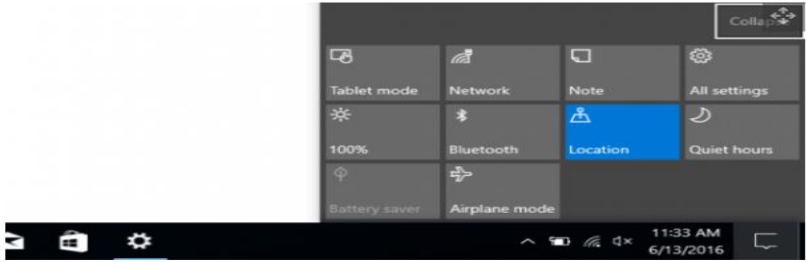 Collapse
Tablet mode
Network
Note
All settings
100%
Bluetooth
Location
Quiet hours
Battery saver
Airplane mode
11:33 AM
6/13/2016